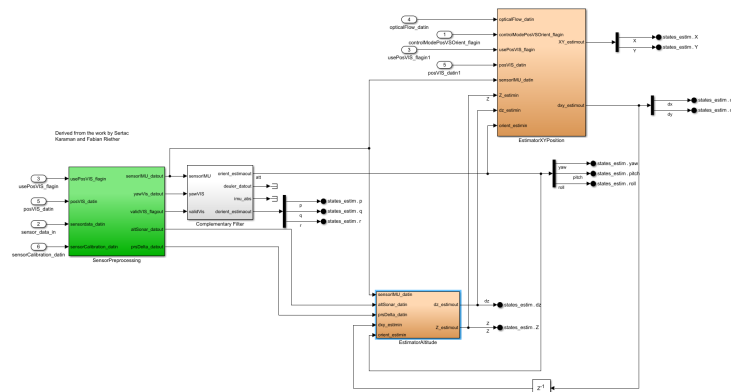 4
opticalFlow_datin
1
controlModePosVSOrient_flagin
3
usePosVIS_flagin1
5
posVIS_datin1
opticalFlow_datin
controlModePosVSOrient_flagin
usePosVIS_flagin
posVIS_datin
sensorIMU_datin
Z_estimin
dz_estimin
orient_estimin
XY_estimout
dxy_estimout
EstimatorXYPosition
Z
X
Y
states_estim . X
states_estim . Y
dx
dy
Derived from the work by Sertac
Karaman and Fabian Riether
3
usePosVIS_flagin
5
posVIS_datin
2
sensor_data_in
6
sensorCalibration_datin
usePosVIS_flagin
posVIS_datin
sensordata_datin
sensorCalibration_datin
sensorIMU_datout
yawVis_datout
validVIS_flagout
altSonar_datout
prsDelta_datout
SensorPreprocessing
sensorIMU
yawVIS
validVis
orient_estimout
dealer_datout
imu_abs
dorient_estimout
Complementary Filter
att
p
q
r
states_estim . p
states_estim . q
states_estim . r
yaw
pitch
roll
states_estim . yaw
states_estim . pitch
states_estim . roll
sensorIMU_datin
altSonar_datin
prsDelta_datin
dxy_estimin
orient_estimin
dz_estimout
Z_estimout
EstimatorAltitude
dz
states_estim . dz
Z
Z
states_estim . Z
z-1